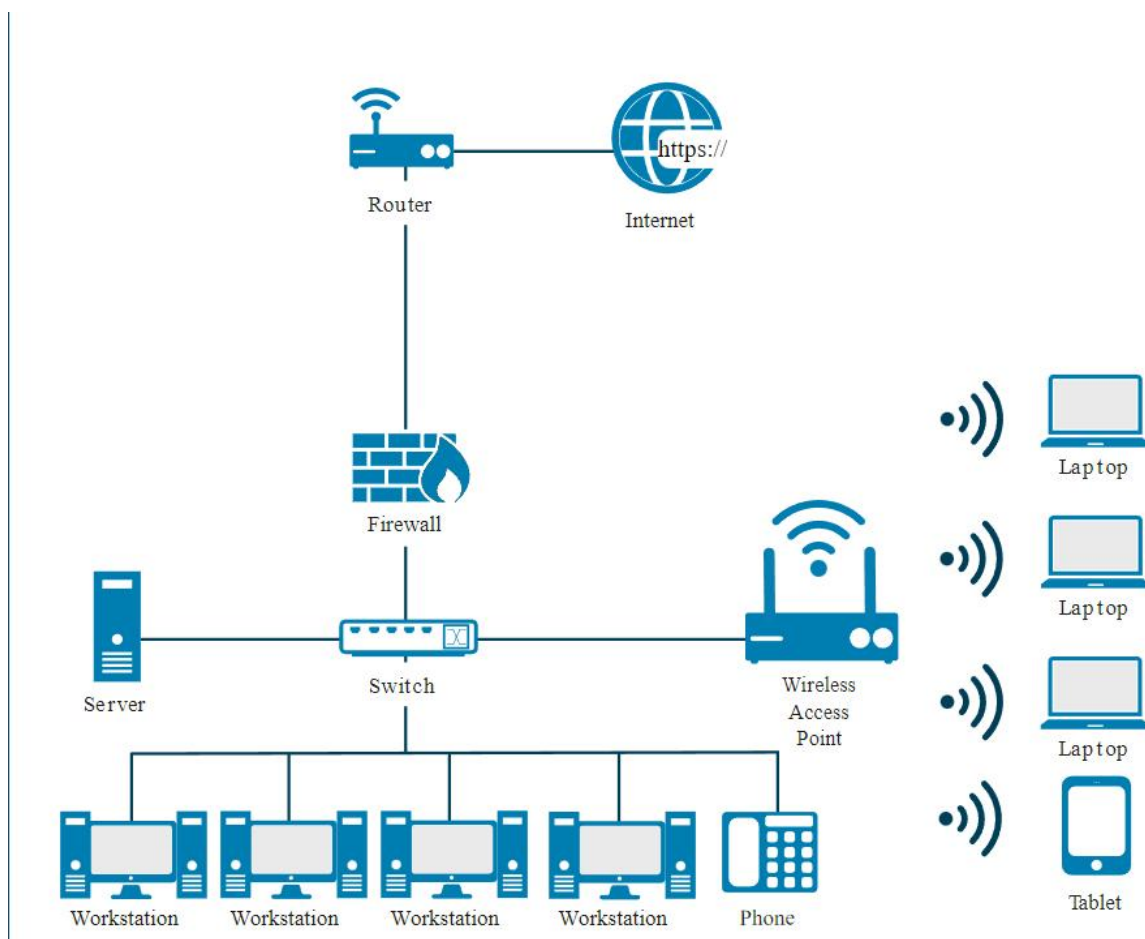 https://
Router
Internet
Laptop
Firewall
Laptop
Server
Switch
Wireless
Access
Point
Laptop
Workstation
Workstation
Workstation
Workstation
Phone
Tablet